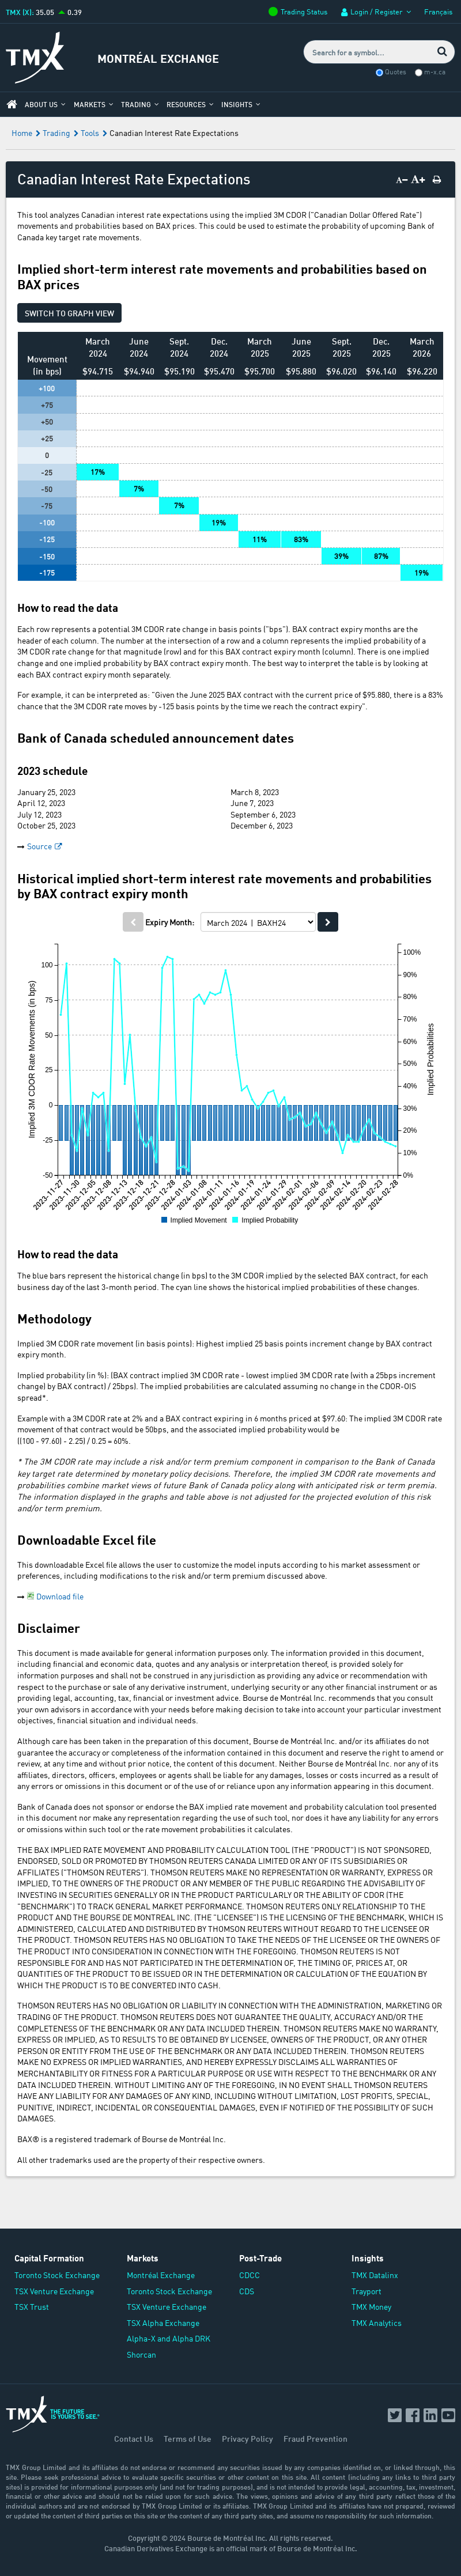 TMX (X): 35.05 0.39
Trading Status
Login / Register
Français
TMX
MONTRÉAL EXCHANGE
Search for a symbol...
Quotes m-x.ca
ABOUT US MARKETS TRADING RESOURCES INSIGHTS
Home Trading Tools Canadian Interest Rate Expectations
Canadian Interest Rate Expectations
A− A+
This tool analyzes Canadian interest rate expectations using the implied 3M CDOR ("Canadian Dollar Offered Rate")
movements and probabilities based on BAX prices. This could be used to estimate the probability of upcoming Bank of
Canada key target rate movements.
Implied short-term interest rate movements and probabilities based on
BAX prices
SWITCH TO GRAPH VIEW
Movement (in bps) March 2024 June 2024 Sept. 2024 Dec. 2024 March 2025 June 2025 Sept. 2025 Dec. 2025 March 2026
$94.715 $94.940 $95.190 $95.470 $95.700 $95.880 $96.020 $96.140 $96.220
+100
+75
+50
+25
0
-25 17%
-50 7%
-75 7%
-100 19%
-125 11% 83%
-150 39% 87%
-175 19%
How to read the data
Each row represents a potential 3M CDOR rate change in basis points ("bps"). BAX contract expiry months are the
header of each column. The number at the intersection of a row and a column represents the implied probability of a
3M CDOR rate change for that magnitude (row) and for this BAX contract expiry month (column). There is one implied
change and one implied probability by BAX contract expiry month. The best way to interpret the table is by looking at
each BAX contract expiry month separately.
For example, it can be interpreted as: "Given the June 2025 BAX contract with the current price of $95.880, there is a 83%
chance that the 3M CDOR rate moves by -125 basis points by the time we reach the contract expiry".
Bank of Canada scheduled announcement dates
2023 schedule
January 25, 2023 March 8, 2023
April 12, 2023 June 7, 2023
July 12, 2023 September 6, 2023
October 25, 2023 December 6, 2023
Source
Historical implied short-term interest rate movements and probabilities
by BAX contract expiry month
Expiry Month: March 2024 | BAXH24
Implied 3M CDOR Rate Movements (in bps)
100
75
50
25
0
-25
-50
100%
90%
80%
70%
60%
50%
40%
30%
20%
10%
0%
Implied Probabilities
2023-11-27 2023-11-30 2023-12-05 2023-12-08 2023-12-13 2023-12-18 2023-12-21 2023-12-28 2024-01-03 2024-01-08 2024-01-11 2024-01-16 2024-01-19 2024-01-24 2024-01-29 2024-02-01 2024-02-06 2024-02-09 2024-02-14 2024-02-20 2024-02-23 2024-02-28
Implied Movement Implied Probability
How to read the data
The blue bars represent the historical change (in bps) to the 3M CDOR implied by the selected BAX contract, for each
business day of the last 3-month period. The cyan line shows the historical implied probabilities of these changes.
Methodology
Implied 3M CDOR rate movement (in basis points): Highest implied 25 basis points increment change by BAX contract
expiry month.
Implied probability (in %): (BAX contract implied 3M CDOR rate - lowest implied 3M CDOR rate (with a 25bps increment
change) by BAX contract) / 25bps). The implied probabilities are calculated assuming no change in the CDOR-OIS
spread*.
Example with a 3M CDOR rate at 2% and a BAX contract expiring in 6 months priced at $97.60: The implied 3M CDOR rate
movement of that contract would be 50bps, and the associated implied probability would be
((100 - 97.60) - 2.25) / 0.25 = 60%.
* The 3M CDOR rate may include a risk and/or term premium component in comparison to the Bank of Canada
key target rate determined by monetary policy decisions. Therefore, the implied 3M CDOR rate movements and
probabilities combine market views of future Bank of Canada policy along with anticipated risk or term premia.
The information displayed in the graphs and table above is not adjusted for the projected evolution of this risk
and/or term premium.
Downloadable Excel file
This downloadable Excel file allows the user to customize the model inputs according to his market assessment or
preferences, including modifications to the risk and/or term premium discussed above.
Download file
Disclaimer
This document is made available for general information purposes only. The information provided in this document,
including financial and economic data, quotes and any analysis or interpretation thereof, is provided solely for
information purposes and shall not be construed in any jurisdiction as providing an advice or recommendation with
respect to the purchase or sale of any derivative instrument, underlying security or any other financial instrument or as
providing legal, accounting, tax, financial or investment advice. Bourse de Montréal Inc. recommends that you consult
your own advisors in accordance with your needs before making decision to take into account your particular investment
objectives, financial situation and individual needs.
Although care has been taken in the preparation of this document, Bourse de Montréal Inc. and/or its affiliates do not
guarantee the accuracy or completeness of the information contained in this document and reserve the right to amend or
review, at any time and without prior notice, the content of this document. Neither Bourse de Montréal Inc. nor any of its
affiliates, directors, officers, employees or agents shall be liable for any damages, losses or costs incurred as a result of
any errors or omissions in this document or of the use of or reliance upon any information appearing in this document.
Bank of Canada does not sponsor or endorse the BAX implied rate movement and probability calculation tool presented
in this document nor make any representation regarding the use of such tool, nor does it have any liability for any errors
of omissions within such tool or the rate movement probabilities it calculates.
THE BAX IMPLIED RATE MOVEMENT AND PROBABILITY CALCULATION TOOL (THE "PRODUCT") IS NOT SPONSORED,
ENDORSED, SOLD OR PROMOTED BY THOMSON REUTERS CANADA LIMITED OR ANY OF ITS SUBSIDIARIES OR
AFFILIATES ("THOMSON REUTERS"). THOMSON REUTERS MAKE NO REPRESENTATION OR WARRANTY, EXPRESS OR
IMPLIED, TO THE OWNERS OF THE PRODUCT OR ANY MEMBER OF THE PUBLIC REGARDING THE ADVISABILITY OF
INVESTING IN SECURITIES GENERALLY OR IN THE PRODUCT PARTICULARLY OR THE ABILITY OF CDOR (THE
"BENCHMARK") TO TRACK GENERAL MARKET PERFORMANCE. THOMSON REUTERS ONLY RELATIONSHIP TO THE
PRODUCT AND THE BOURSE DE MONTREAL INC. (THE "LICENSEE") IS THE LICENSING OF THE BENCHMARK, WHICH IS
ADMINISTERED, CALCULATED AND DISTRIBUTED BY THOMSON REUTERS WITHOUT REGARD TO THE LICENSEE OR
THE PRODUCT. THOMSON REUTERS HAS NO OBLIGATION TO TAKE THE NEEDS OF THE LICENSEE OR THE OWNERS OF
THE PRODUCT INTO CONSIDERATION IN CONNECTION WITH THE FOREGOING. THOMSON REUTERS IS NOT
RESPONSIBLE FOR AND HAS NOT PARTICIPATED IN THE DETERMINATION OF, THE TIMING OF, PRICES AT, OR
QUANTITIES OF THE PRODUCT TO BE ISSUED OR IN THE DETERMINATION OR CALCULATION OF THE EQUATION BY
WHICH THE PRODUCT IS TO BE CONVERTED INTO CASH.
THOMSON REUTERS HAS NO OBLIGATION OR LIABILITY IN CONNECTION WITH THE ADMINISTRATION, MARKETING OR
TRADING OF THE PRODUCT. THOMSON REUTERS DOES NOT GUARANTEE THE QUALITY, ACCURACY AND/OR THE
COMPLETENESS OF THE BENCHMARK OR ANY DATA INCLUDED THEREIN. THOMSON REUTERS MAKE NO WARRANTY,
EXPRESS OR IMPLIED, AS TO RESULTS TO BE OBTAINED BY LICENSEE, OWNERS OF THE PRODUCT, OR ANY OTHER
PERSON OR ENTITY FROM THE USE OF THE BENCHMARK OR ANY DATA INCLUDED THEREIN. THOMSON REUTERS
MAKE NO EXPRESS OR IMPLIED WARRANTIES, AND HEREBY EXPRESSLY DISCLAIMS ALL WARRANTIES OF
MERCHANTABILITY OR FITNESS FOR A PARTICULAR PURPOSE OR USE WITH RESPECT TO THE BENCHMARK OR ANY
DATA INCLUDED THEREIN. WITHOUT LIMITING ANY OF THE FOREGOING, IN NO EVENT SHALL THOMSON REUTERS
HAVE ANY LIABILITY FOR ANY DAMAGES OF ANY KIND, INCLUDING WITHOUT LIMITATION, LOST PROFITS, SPECIAL,
PUNITIVE, INDIRECT, INCIDENTAL OR CONSEQUENTIAL DAMAGES, EVEN IF NOTIFIED OF THE POSSIBILITY OF SUCH
DAMAGES.
BAX® is a registered trademark of Bourse de Montréal Inc.
All other trademarks used are the property of their respective owners.
Capital Formation
Toronto Stock Exchange
TSX Venture Exchange
TSX Trust
Markets
Montréal Exchange
Toronto Stock Exchange
TSX Venture Exchange
TSX Alpha Exchange
Alpha-X and Alpha DRK
Shorcan
Post-Trade
CDCC
CDS
Insights
TMX Datalinx
Trayport
TMX Money
TMX Analytics
TMX THE FUTURE
IS YOURS TO SEE.®
Contact Us Terms of Use Privacy Policy Fraud Prevention
TMX Group Limited and its affiliates do not endorse or recommend any securities issued by any companies identified on, or linked through, this
site. Please seek professional advice to evaluate specific securities or other content on this site. All content (including any links to third party
sites) is provided for informational purposes only (and not for trading purposes), and is not intended to provide legal, accounting, tax, investment,
financial or other advice and should not be relied upon for such advice. The views, opinions and advice of any third party reflect those of the
individual authors and are not endorsed by TMX Group Limited or its affiliates. TMX Group Limited and its affiliates have not prepared, reviewed
or updated the content of third parties on this site or the content of any third party sites, and assume no responsibility for such information.
Copyright © 2024 Bourse de Montréal Inc. All rights reserved.
Canadian Derivatives Exchange is an official mark of Bourse de Montréal Inc.